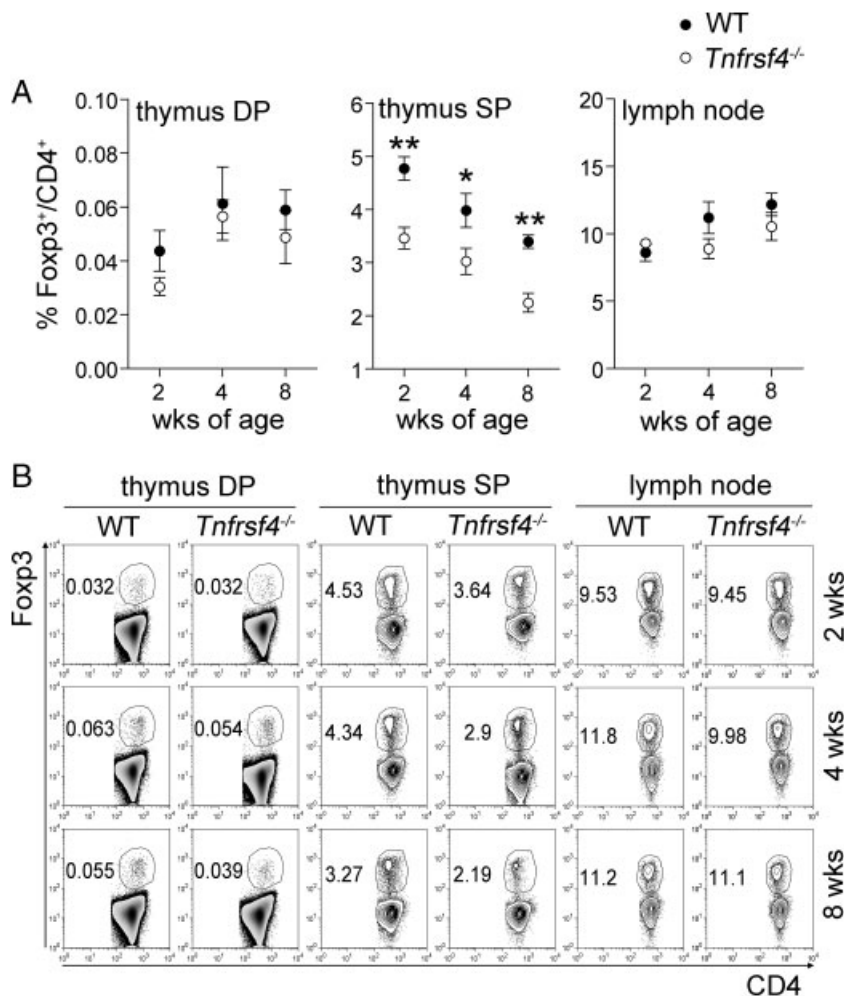 WT
Tnfrsf4-/-
A
thymus DP
thymus SP
lymph node
% Foxp3+/CD4+
0.10
0.08
0.06
0.04
0.02
0.00
2 4 8
wks of age
6
5
4
3
2
1
** * **
2 4 8
wks of age
20
15
10
5
0
2 4 8
wks of age
B
thymus DP thymus SP lymph node
WT Tnfrsf4-/- WT Tnfrsf4-/- WT Tnfrsf4-/-
Foxp3
0.032 0.032 4.53 3.64 9.53 9.45 2 wks
0.063 0.054 4.34 2.9 11.8 9.98 4 wks
0.055 0.039 3.27 2.19 11.2 11.1 8 wks
CD4